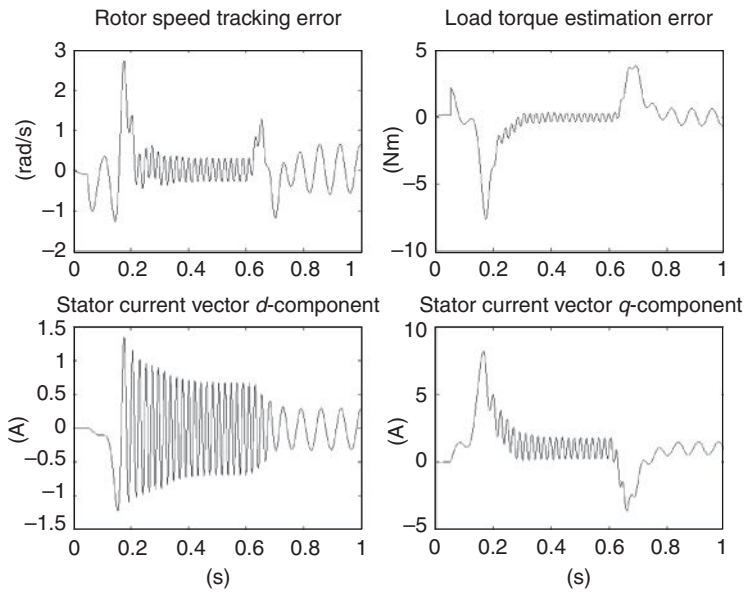 Rotor speed tracking error
Load torque estimation error
3
2
1
0
−1
−2
(rad/s)
0 0.2 0.4 0.6 0.8 1
5
0
−5
−10
(Nm)
0 0.2 0.4 0.6 0.8 1
Stator current vector d-component
Stator current vector q-component
1.5
1
0.5
0
−0.5
−1
−1.5
(A)
0 0.2 0.4 0.6 0.8 1
(s)
10
5
0
−5
(A)
0 0.2 0.4 0.6 0.8 1
(s)